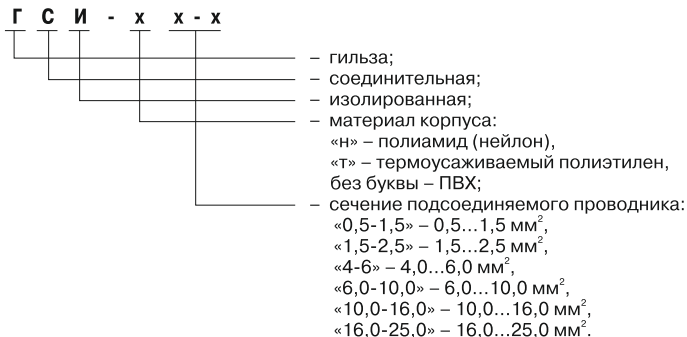 Г С И - х х - х
– гильза;
– соединительная;
– изолированная;
– материал корпуса:
«н» – полиамид (нейлон),
«т» – термоусаживаемый полиэтилен,
без буквы – ПВХ;
– сечение подсоединяемого проводника:
«0,5-1,5» – 0,5...1,5 мм²,
«1,5-2,5» – 1,5...2,5 мм²,
«4-6» – 4,0...6,0 мм²,
«6,0-10,0» – 6,0...10,0 мм²,
«10,0-16,0» – 10,0...16,0 мм²,
«16,0-25,0» – 16,0...25,0 мм².